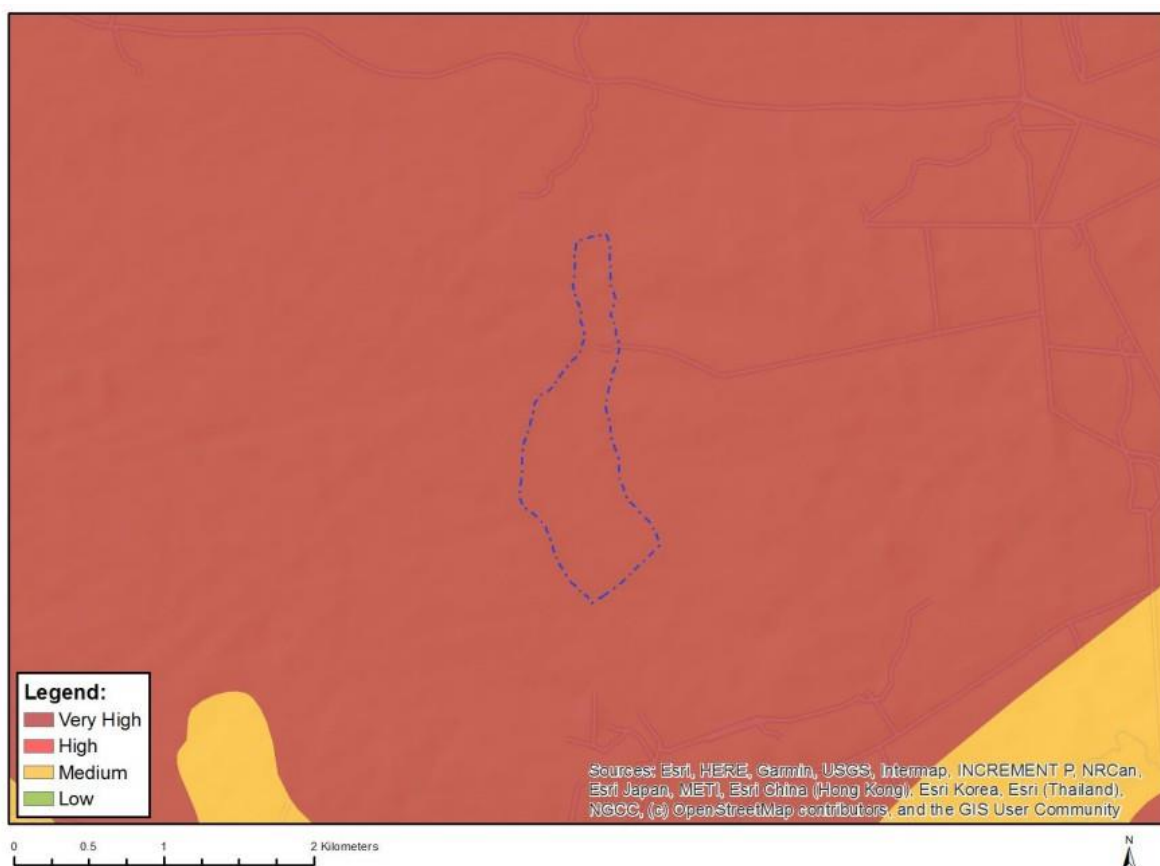 Legend:
Very High
High
Medium
Low
Sources: Esri, HERE, Garmin, USGS, Intermap, INCREMENT P, NRCan,
Esri Japan, METI, Esri China (Hong Kong), Esri Korea, Esri (Thailand),
NGCC, (c) OpenStreetMap contributors, and the GIS User Community
0 0.5 1 2 Kilometers
N